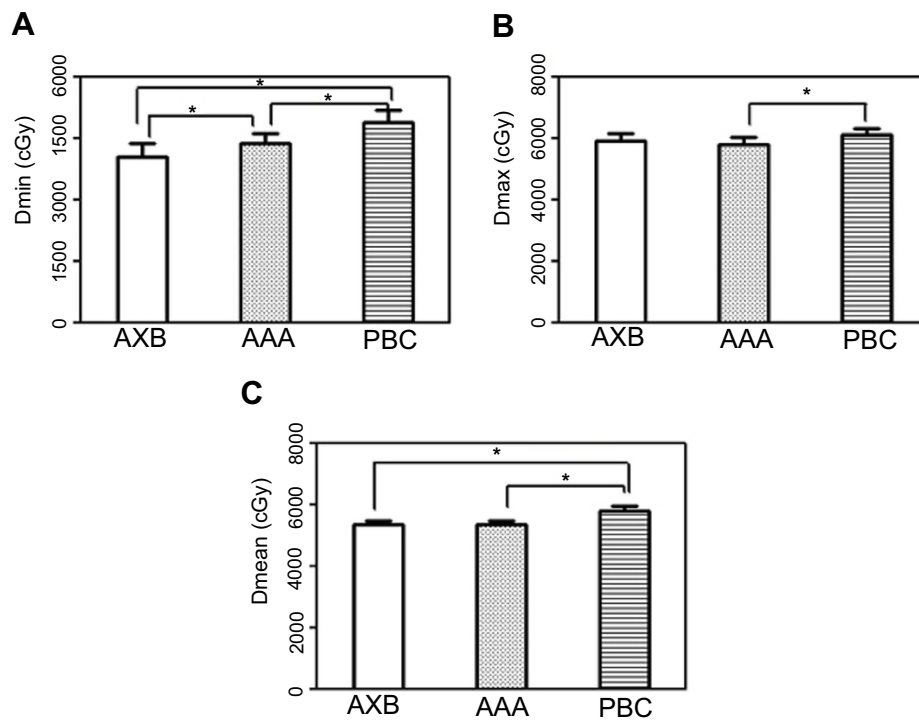 A
Dmin (cGy)
6000
4500
3000
1500
0
*
*
*
AXB
AAA
PBC
B
Dmax (cGy)
8000
6000
4000
2000
0
*
AXB
AAA
PBC
C
Dmean (cGy)
8000
6000
4000
2000
0
*
*
AXB
AAA
PBC